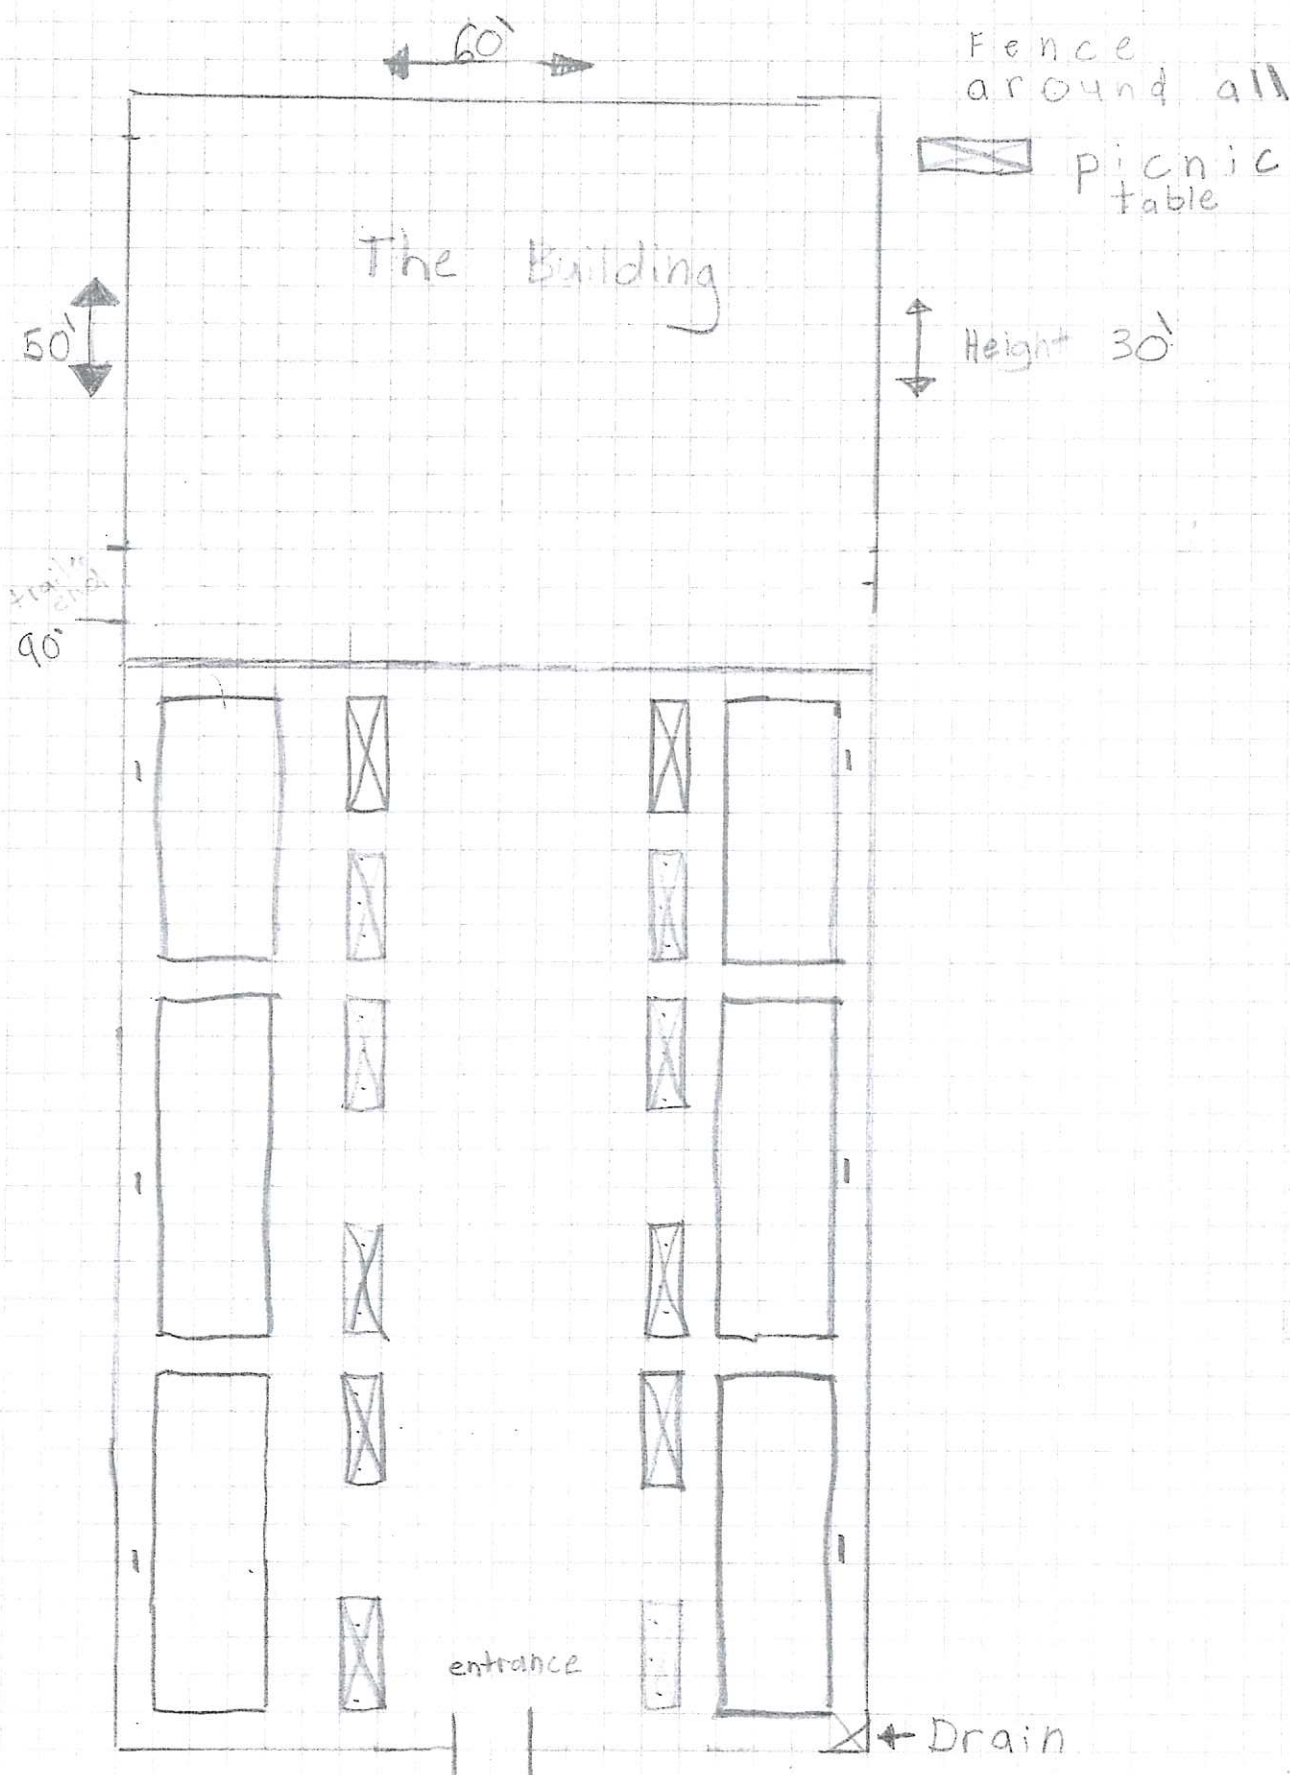 60'
Fence
around all
picnic
table
The Building
50'
Height 30'
90'
entrance
Drain